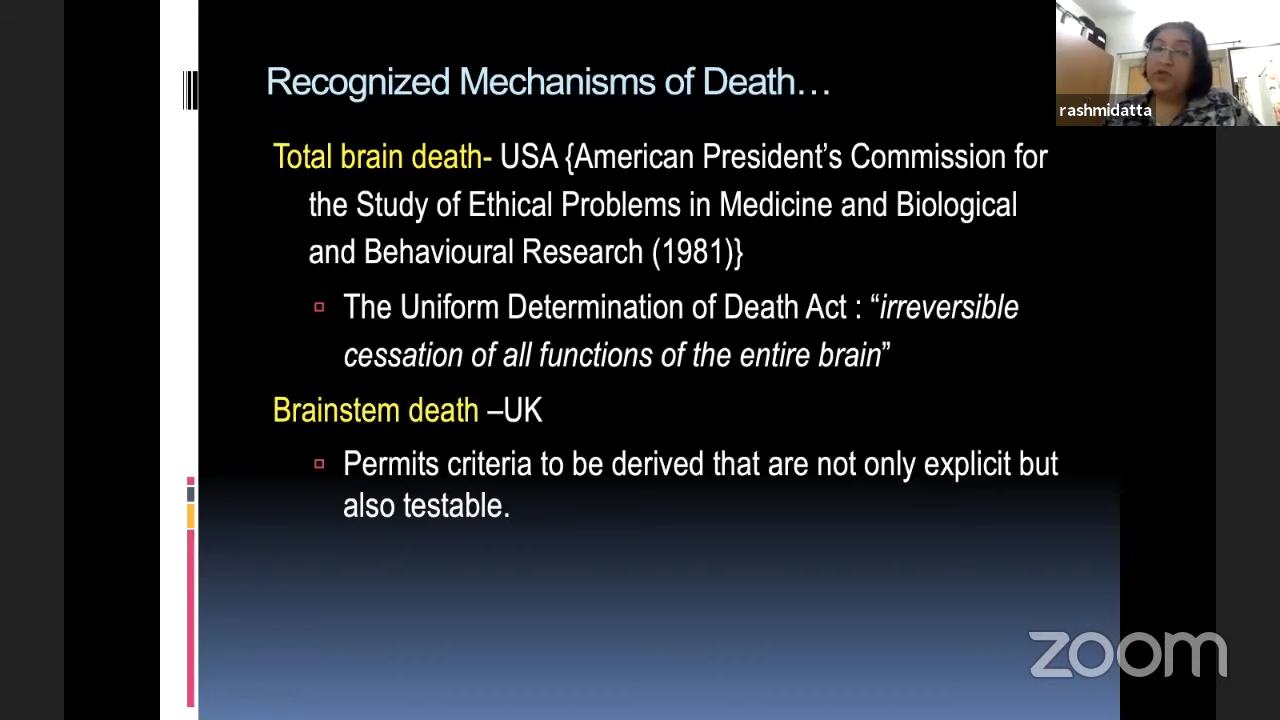 Recognized Mechanisms of Death…
rashmidatta
Total brain death- USA {American President’s Commission for
the Study of Ethical Problems in Medicine and Biological
and Behavioural Research (1981)}
The Uniform Determination of Death Act : “irreversible
cessation of all functions of the entire brain”
Brainstem death –UK
Permits criteria to be derived that are not only explicit but
also testable.
zoom